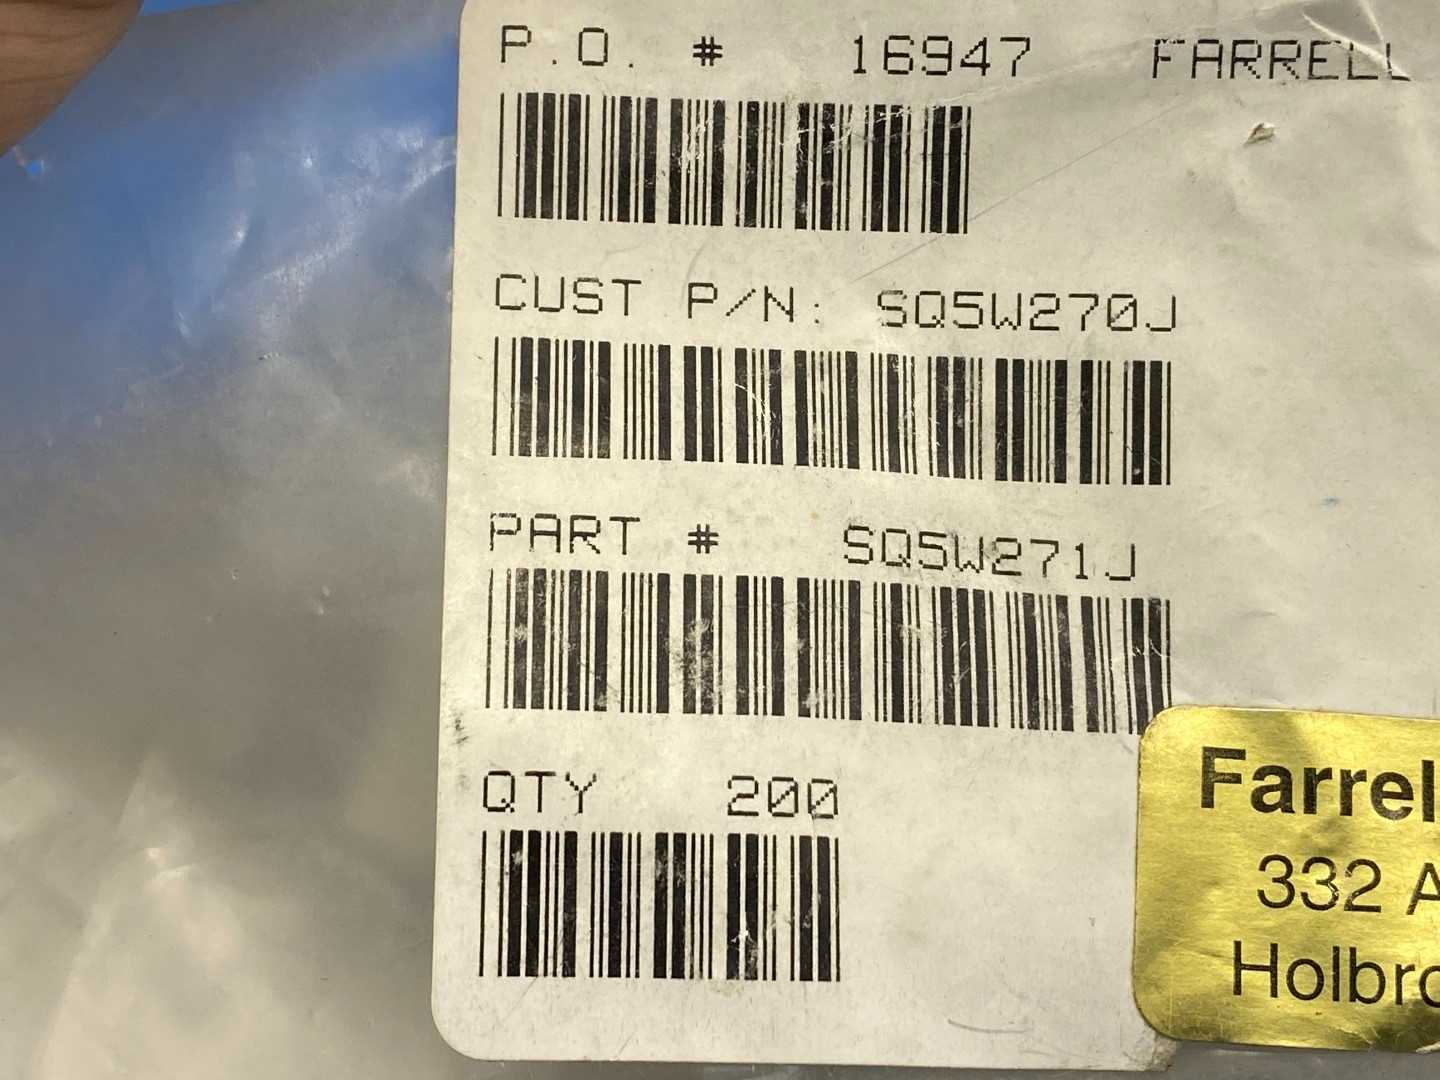 P.O. # 16947 FARRELL
CUST P/N: SQ5W270J
PART # SQ5W271J
QTY 200
Farrel
332 A
Holbro